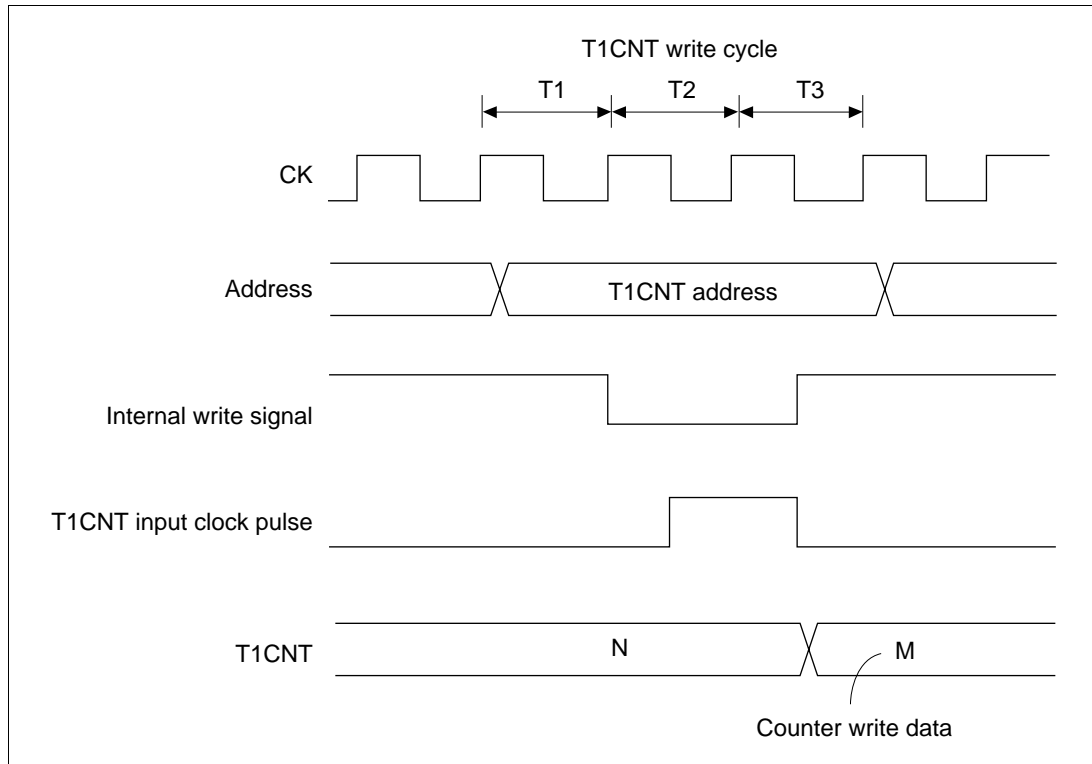 T1CNT write cycle
T1 T2 T3
CK
Address
T1CNT address
Internal write signal
T1CNT input clock pulse
T1CNT
N
M
Counter write data